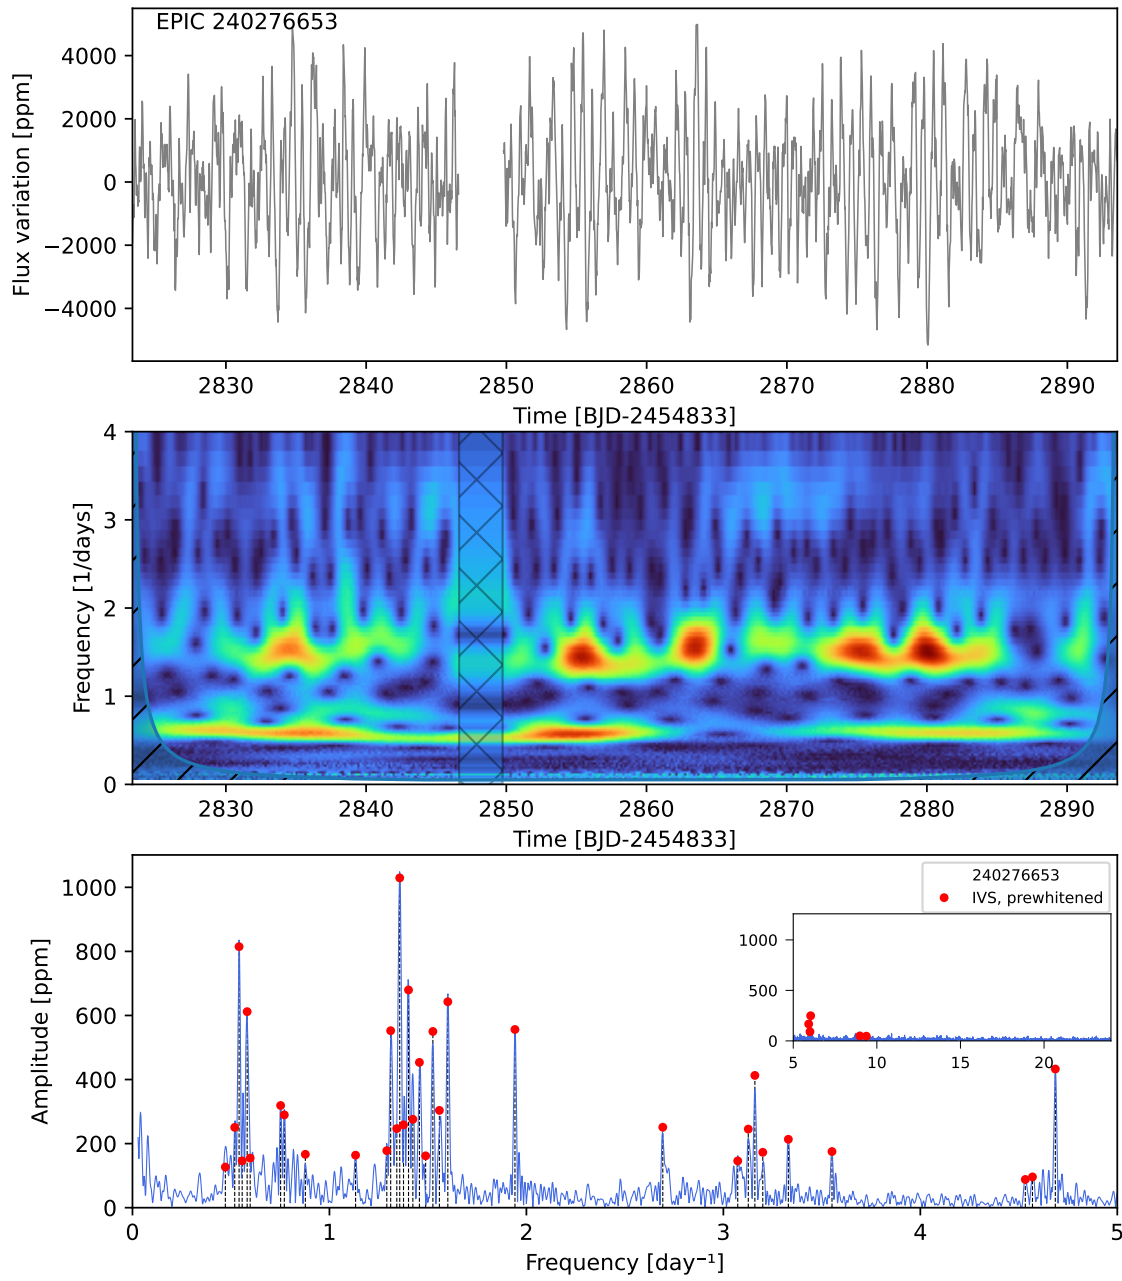 EPIC 240276653
4000
2000
0
−2000
−4000
Flux variation [ppm]
2830 2840 2850 2860 2870 2880 2890
Time [BJD-2454833]
4
3
2
1
0
Frequency [1/days]
2830 2840 2850 2860 2870 2880 2890
Time [BJD-2454833]
1000
800
600
400
200
0
Amplitude [ppm]
240276653
IVS, prewhitened
1000
500
0
5 10 15 20
0 1 2 3 4 5
Frequency [day⁻¹]